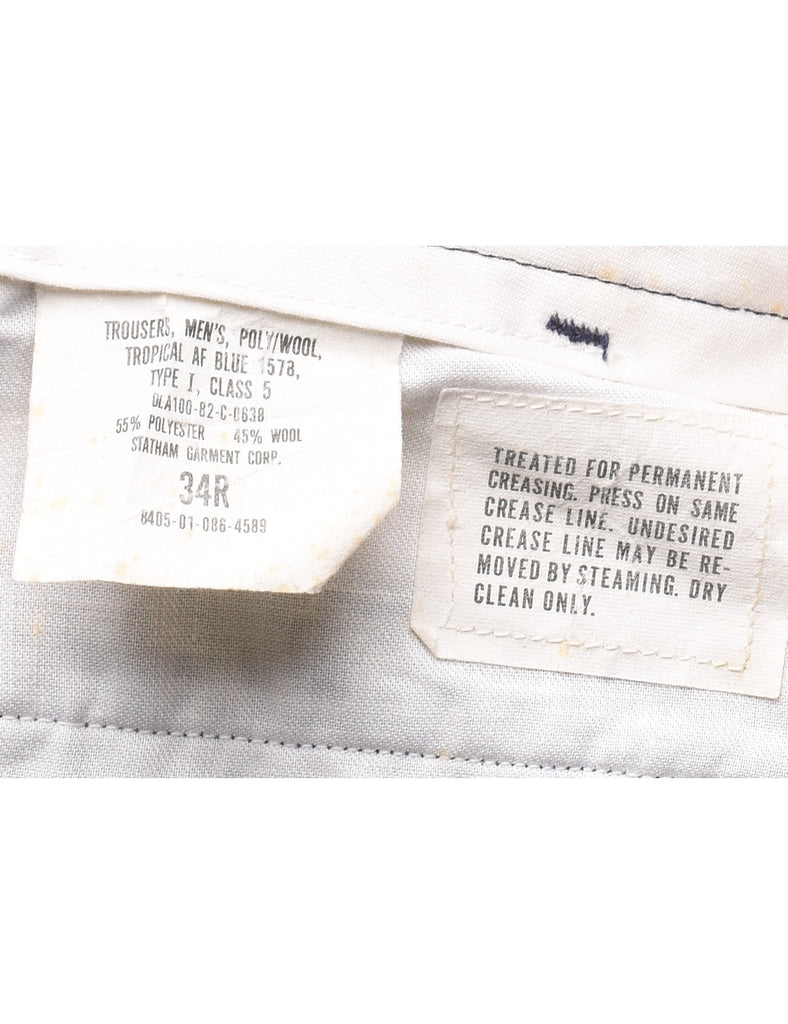 TROUSERS, MEN'S, POLY/WOOL,
TROPICAL AF BLUE 1578,
TYPE I, CLASS 5
DLA100-82-C-0638
55% POLYESTER 45% WOOL
STATHAM GARMENT CORP.
34R
8405-01-086-4589
TREATED FOR PERMANENT
CREASING. PRESS ON SAME
CREASE LINE. UNDESIRED
CREASE LINE MAY BE RE-
MOVED BY STEAMING. DRY
CLEAN ONLY.